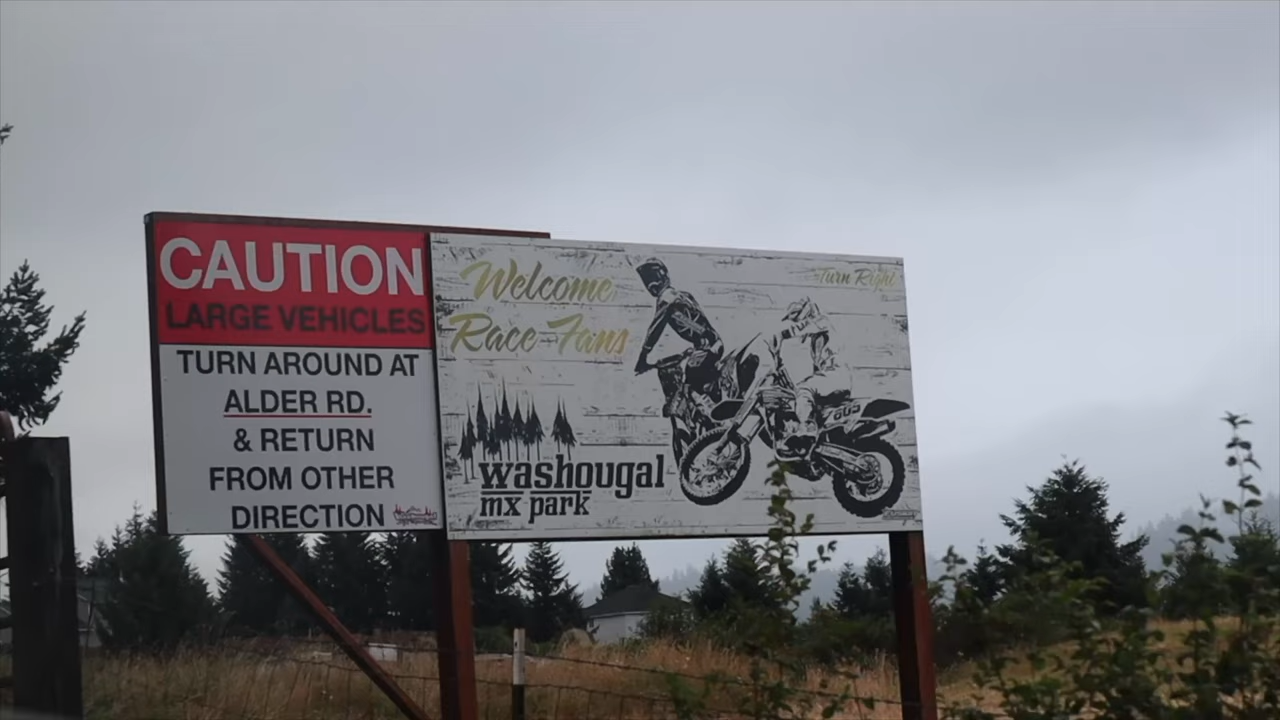 CAUTION
LARGE VEHICLES
TURN AROUND AT
ALDER RD.
& RETURN
FROM OTHER
DIRECTION
Welcome,
Race Fans
Turn Right
washougal
mx park